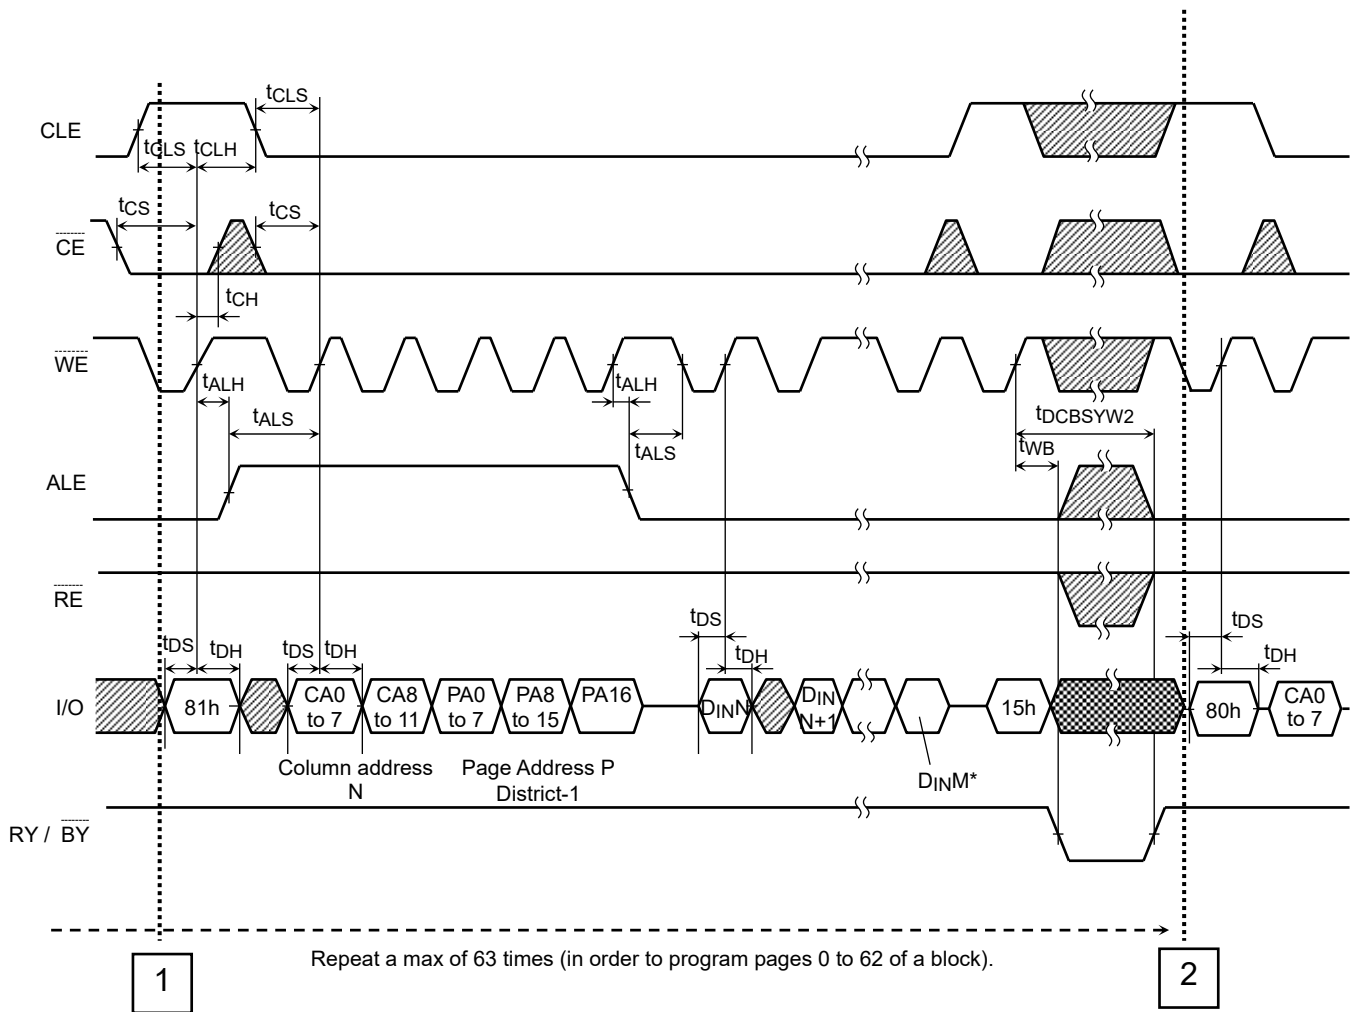 tCLS
CLE
tCLS tCLH
tCS tCS
CE
tCH
WE
tALH tALH
tALS tDCBSYW2
tALS tWB
ALE
RE
tDS tDS
tDS tDH tDS tDH tDH tDH
I/O 81h CA0 to 7 CA8 to 11 PA0 to 7 PA8 to 15 PA16 DINN DIN N+1 15h 80h CA0 to 7
Column address Page Address P DINM*
N District-1
RY / BY
Repeat a max of 63 times (in order to program pages 0 to 62 of a block).
1 2